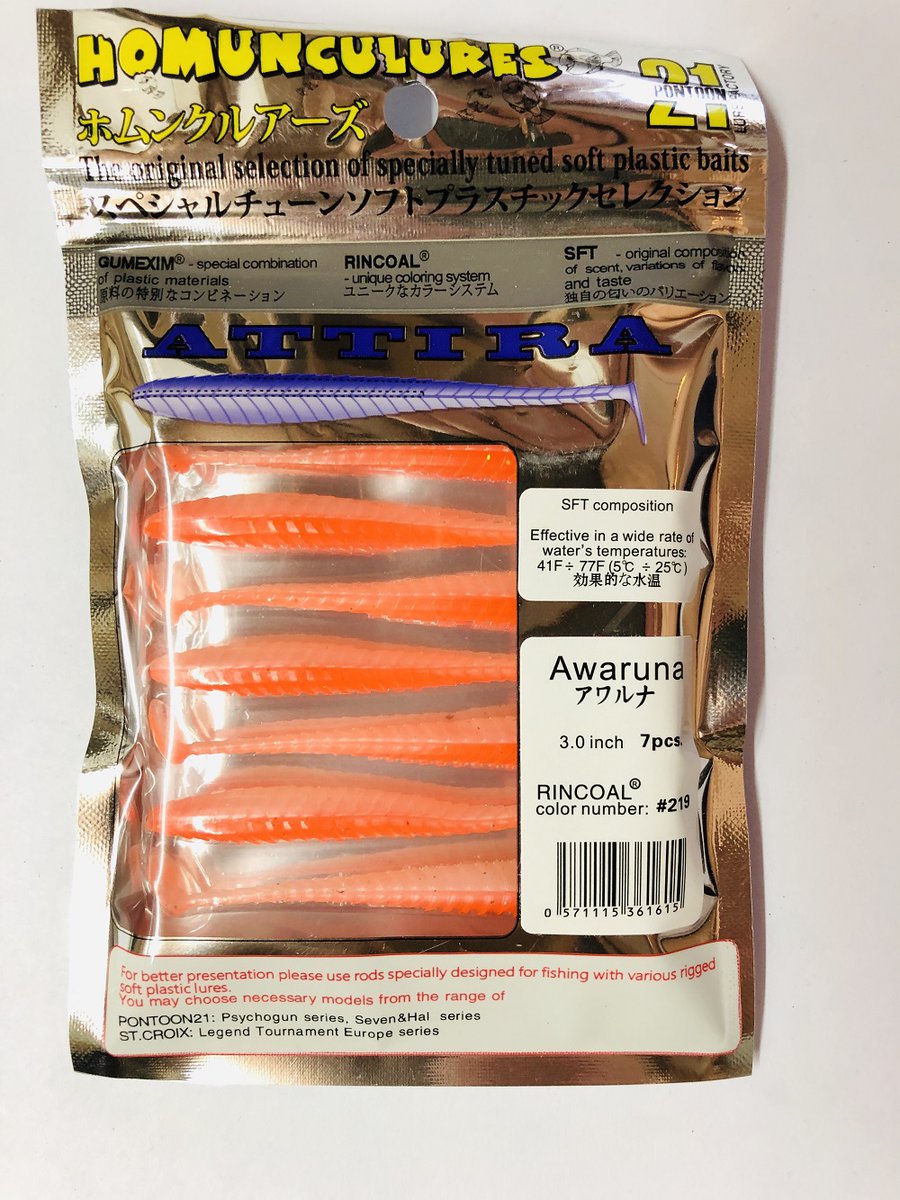 HOMUNCULURES®
21
PONTOON
LURE FACTORY
ホムンクルアーズ
The original selection of specially tuned soft plastic baits
スペシャルチューンソフトプラスチックセレクション
GUMEXIM® - special combination
of plastic materials
原料の特別なコンビネーション
RINCOAL®
- unique coloring system
ユニークなカラーシステム
SFT - original compositio
of scent, variations of flavor
and taste
独自の匂いのバリエーション
ATTIRA
SFT composition
Effective in a wide rate of
water's temperatures:
41F÷ 77F (5℃ ÷ 25℃)
効果的な水温
Awaruna
アワルナ
3.0 inch 7pcs.
RINCOAL®
color number: #219
0 571115 361615
For better presentation please use rods specially designed for fishing with various rigged
soft plastic lures.
You may choose necessary models from the range of
PONTOON21: Psychogun series, Seven&Hal series
ST.CROIX: Legend Tournament Europe series